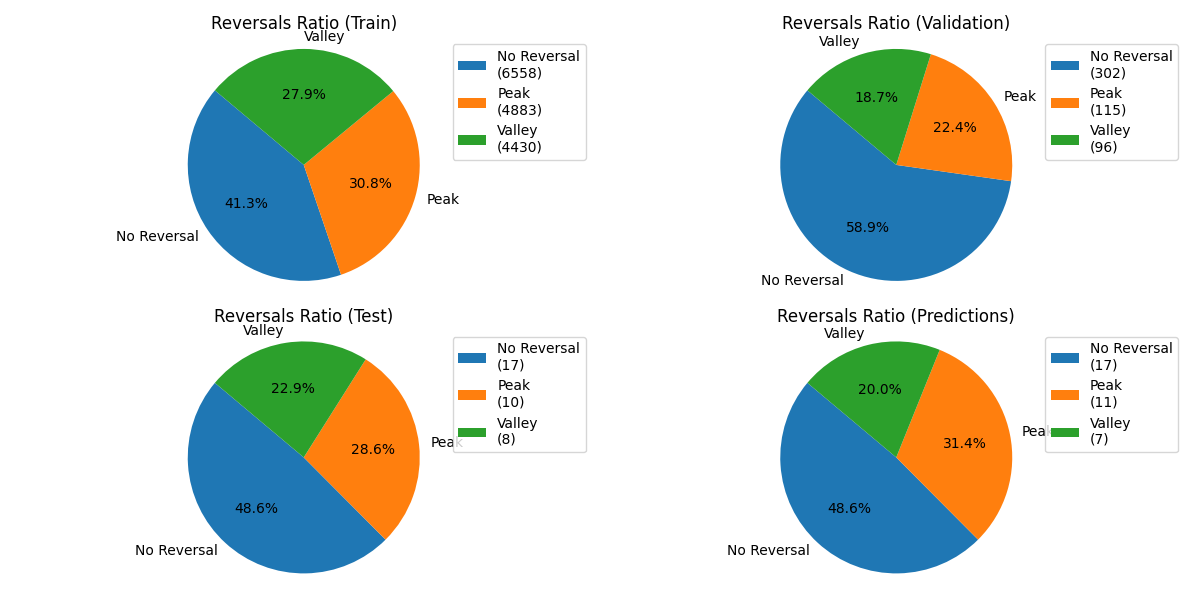 Reversals Ratio (Train)
Valley
27.9%
30.8%
41.3%
Peak
No Reversal
No Reversal
(6558)
Peak
(4883)
Valley
(4430)
Reversals Ratio (Validation)
Valley
18.7%
Peak
22.4%
58.9%
No Reversal
No Reversal
(302)
Peak
(115)
Valley
(96)
Reversals Ratio (Test)
Valley
22.9%
28.6%
Peak
48.6%
No Reversal
No Reversal
(17)
Peak
(10)
Valley
(8)
Reversals Ratio (Predictions)
Valley
20.0%
31.4%
Peak
48.6%
No Reversal
No Reversal
(17)
Peak
(11)
Valley
(7)